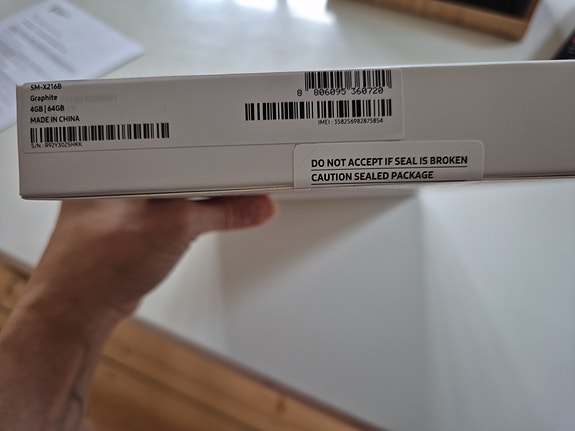 SM-X216B
Graphite
4GB | 64GB
MADE IN CHINA
8 806095 360720
IMEI : 358256982875854
DO NOT ACCEPT IF SEAL IS BROKEN
CAUTION SEALED PACKAGE